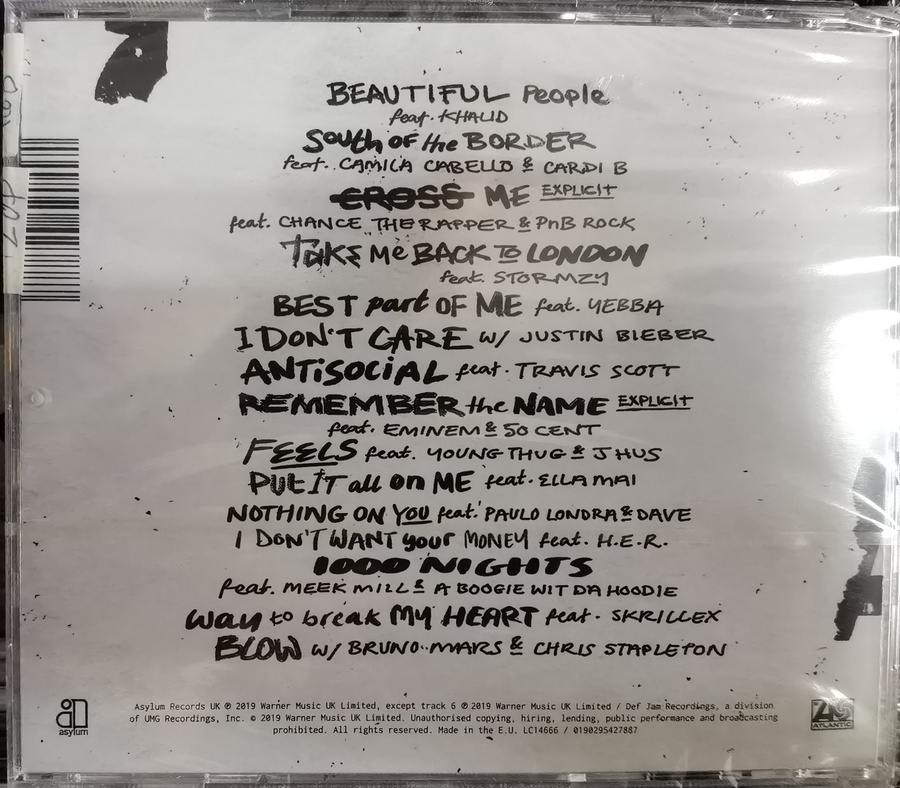 BEAUTIFUL People
feat. KHALID
South OF the BORDER
feat. CAMILA CABELLO & CARDI B
CROSS ME EXPLICIT
feat. CHANCE THE RAPPER & PnB ROCK
TAKE Me BACK TO LONDON
feat. STORMZY
BEST part OF ME feat. YEBBA
I DON'T CARE w/ JUSTIN BIEBER
ANTiSOCiAL feat. TRAVIS SCOTT
REMEMBER the NAME EXPLICIT
feat. EMINEM & 50 CENT
FEELS feat. YOUNG THUG & J HUS
PUt IT all on ME feat. ELLA MAI
NOTHING ON YOU feat. PAULO LONDRA & DAVE
I DON'T WANT your MONEY feat. H.E.R.
1000 NIGHTS
feat. MEEK MILL & A BOOGIE WIT DA HOODIE
way to break MY HEART feat. SKRILLEX
BLOW w/ BRUNO MARS & CHRIS STAPLETON
Asylum Records UK ℗ 2019 Warner Music UK Limited, except track 6 ℗ 2019 Warner Music UK Limited / Def Jam Recordings, a division
of UMG Recordings, Inc. © 2019 Warner Music UK Limited. Unauthorised copying, hiring, lending, public performance and broadcasting
prohibited. All rights reserved. Made in the E.U. LC14666 / 0190295427887
asylum
ATLANTIC